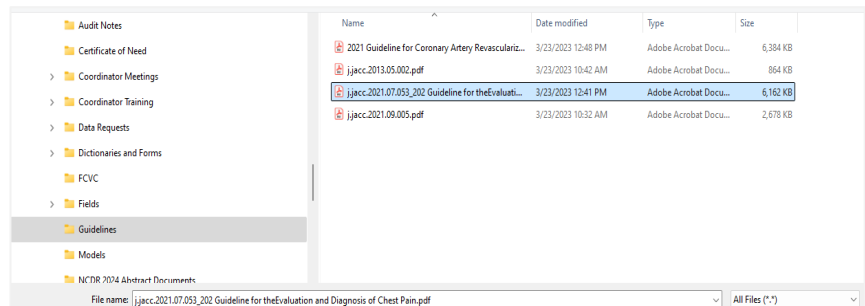 Name Date modified Type Size
Audit Notes
Certificate of Need
Coordinator Meetings
Coordinator Training
Data Requests
Dictionaries and Forms
FCVC
Fields
Guidelines
Models
NCDR 2024 Abstract Documents
2021 Guideline for Coronary Artery Revasculariz... 3/23/2023 12:48 PM Adobe Acrobat Docu... 6,384 KB
j.jacc.2013.05.002.pdf 3/23/2023 10:42 AM Adobe Acrobat Docu... 864 KB
j.jacc.2021.07.053_202 Guideline for theEvaluati... 3/23/2023 12:41 PM Adobe Acrobat Docu... 6,162 KB
j.jacc.2021.09.005.pdf 3/23/2023 10:32 AM Adobe Acrobat Docu... 2,678 KB
File name: j.jacc.2021.07.053_202 Guideline for theEvaluation and Diagnosis of Chest Pain.pdf All Files (*.*)